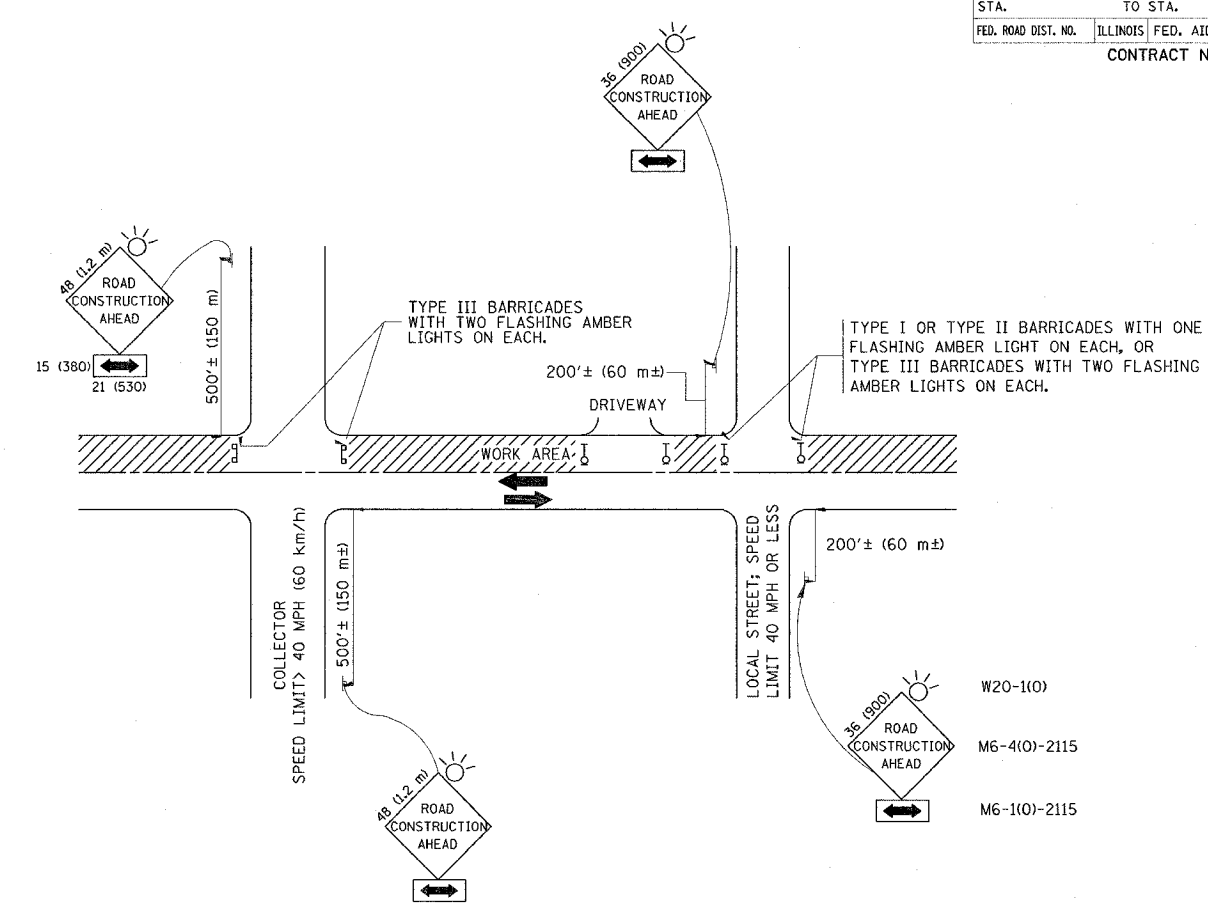 STA. TO STA.
FED. ROAD DIST. NO. ILLINOIS FED. AID
CONTRACT N
36 (900)
ROAD
CONSTRUCTION
AHEAD
48 (1.2 m)
ROAD
CONSTRUCTION
AHEAD
15 (380)
21 (530)
500'± (150 m)
TYPE III BARRICADES
WITH TWO FLASHING AMBER
LIGHTS ON EACH.
200'± (60 m±)
DRIVEWAY
TYPE I OR TYPE II BARRICADES WITH ONE
FLASHING AMBER LIGHT ON EACH, OR
TYPE III BARRICADES WITH TWO FLASHING
AMBER LIGHTS ON EACH.
WORK AREA
COLLECTOR
SPEED LIMIT> 40 MPH (60 km/h)
500'± (150 m±)
LOCAL STREET; SPEED
LIMIT 40 MPH OR LESS
200'± (60 m±)
48 (1.2 m)
ROAD
CONSTRUCTION
AHEAD
36 (900)
ROAD
CONSTRUCTION
AHEAD
W20-1(O)
M6-4(O)-2115
M6-1(O)-2115